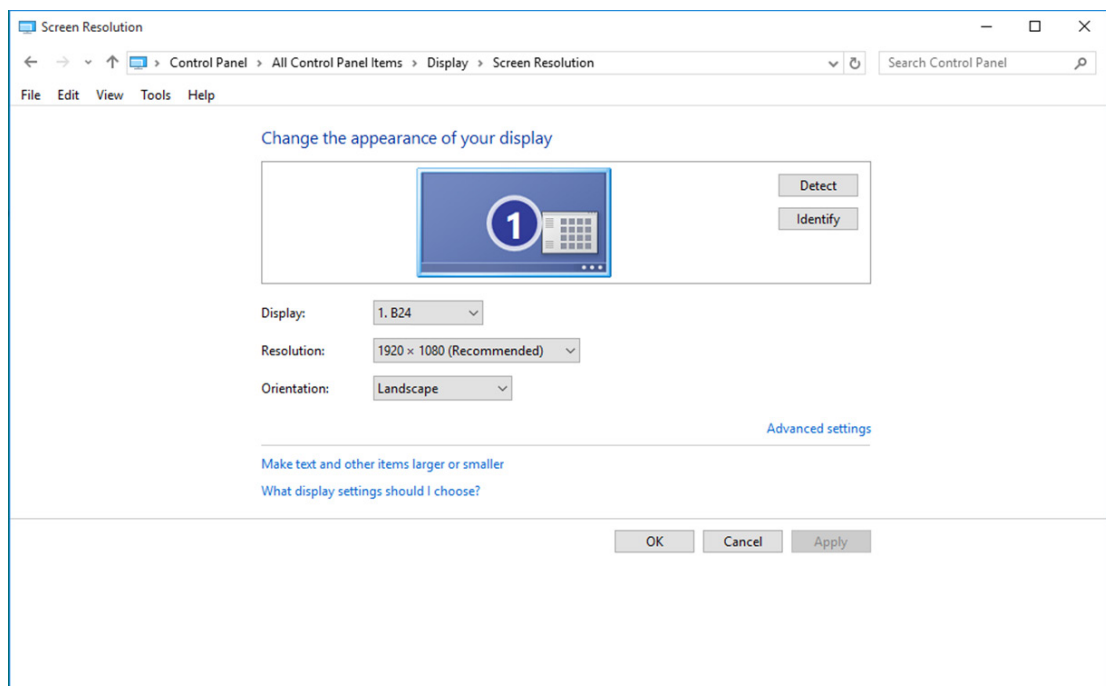 Screen Resolution
Control Panel > All Control Panel Items > Display > Screen Resolution
Search Control Panel
File Edit View Tools Help
Change the appearance of your display
1
Detect
Identify
Display: 1. B24
Resolution: 1920 × 1080 (Recommended)
Orientation: Landscape
Advanced settings
Make text and other items larger or smaller
What display settings should I choose?
OK Cancel Apply